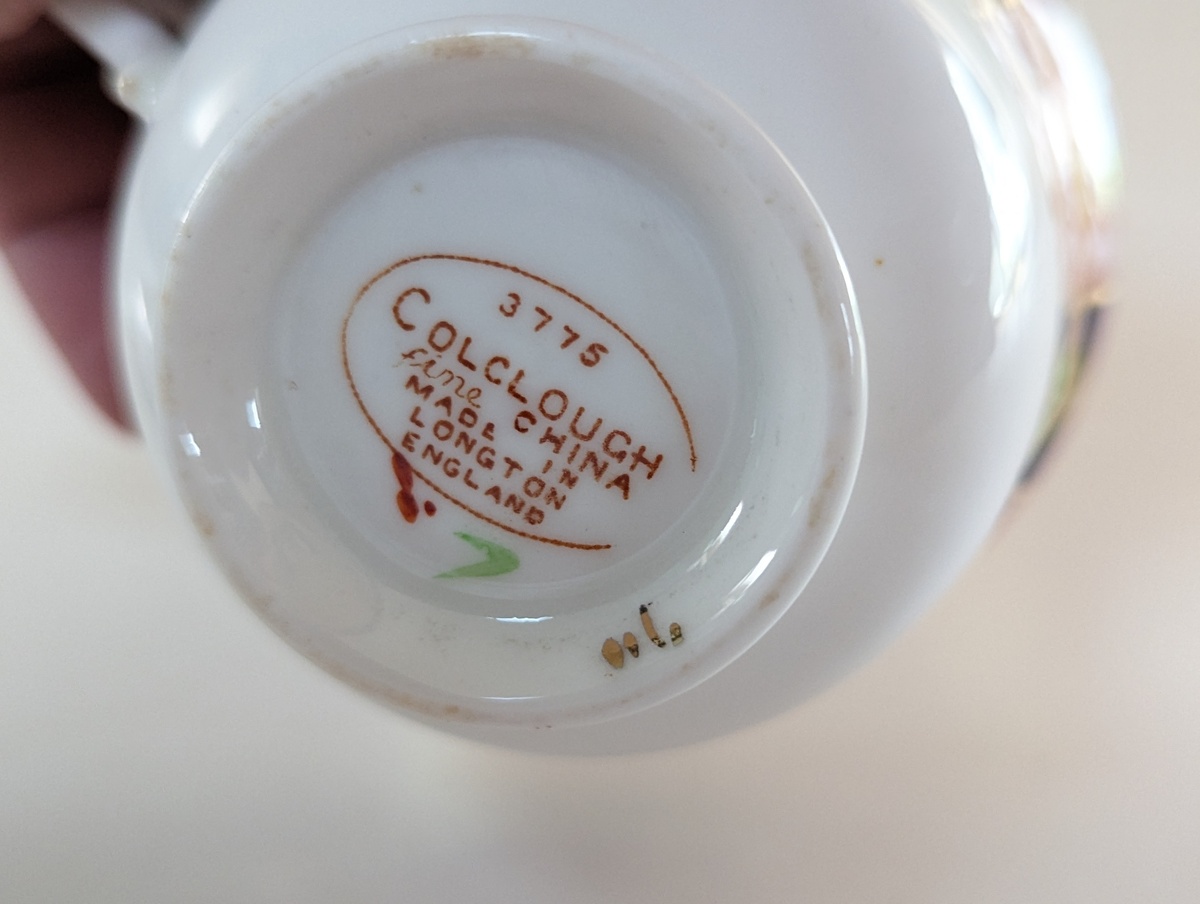 3775
COLCLOUGH
fine CHINA
MADE IN
LONGTON
ENGLAND